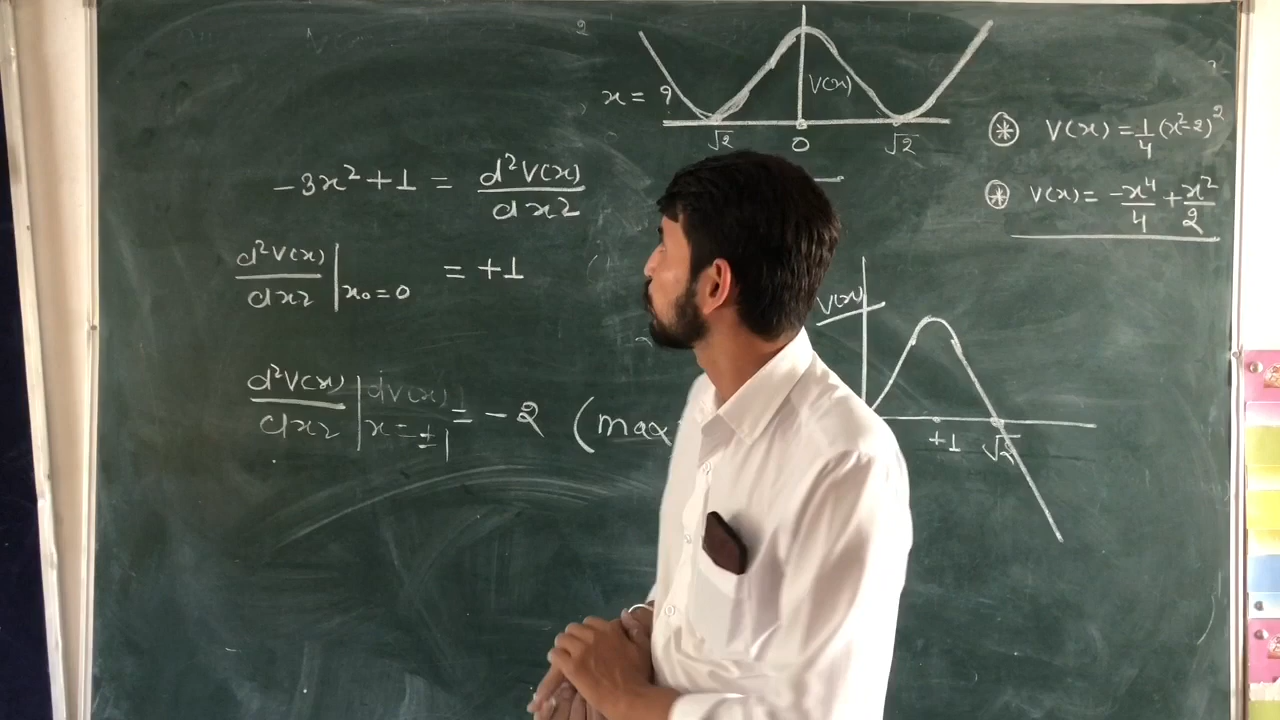 x = 9
V(x)
√2 0 √2
⊛ V(x) = 1/4 (x²-2)²
⊛ V(x) = -x⁴/4 + x²/2
-3x² + 1 = d²V(x)/dx2
d²V(x)/dx2 |x₀=0 = +1
d²V(x)/dx2 | dV(x) x=±1 = -2 (max
V(x)
+1 √2